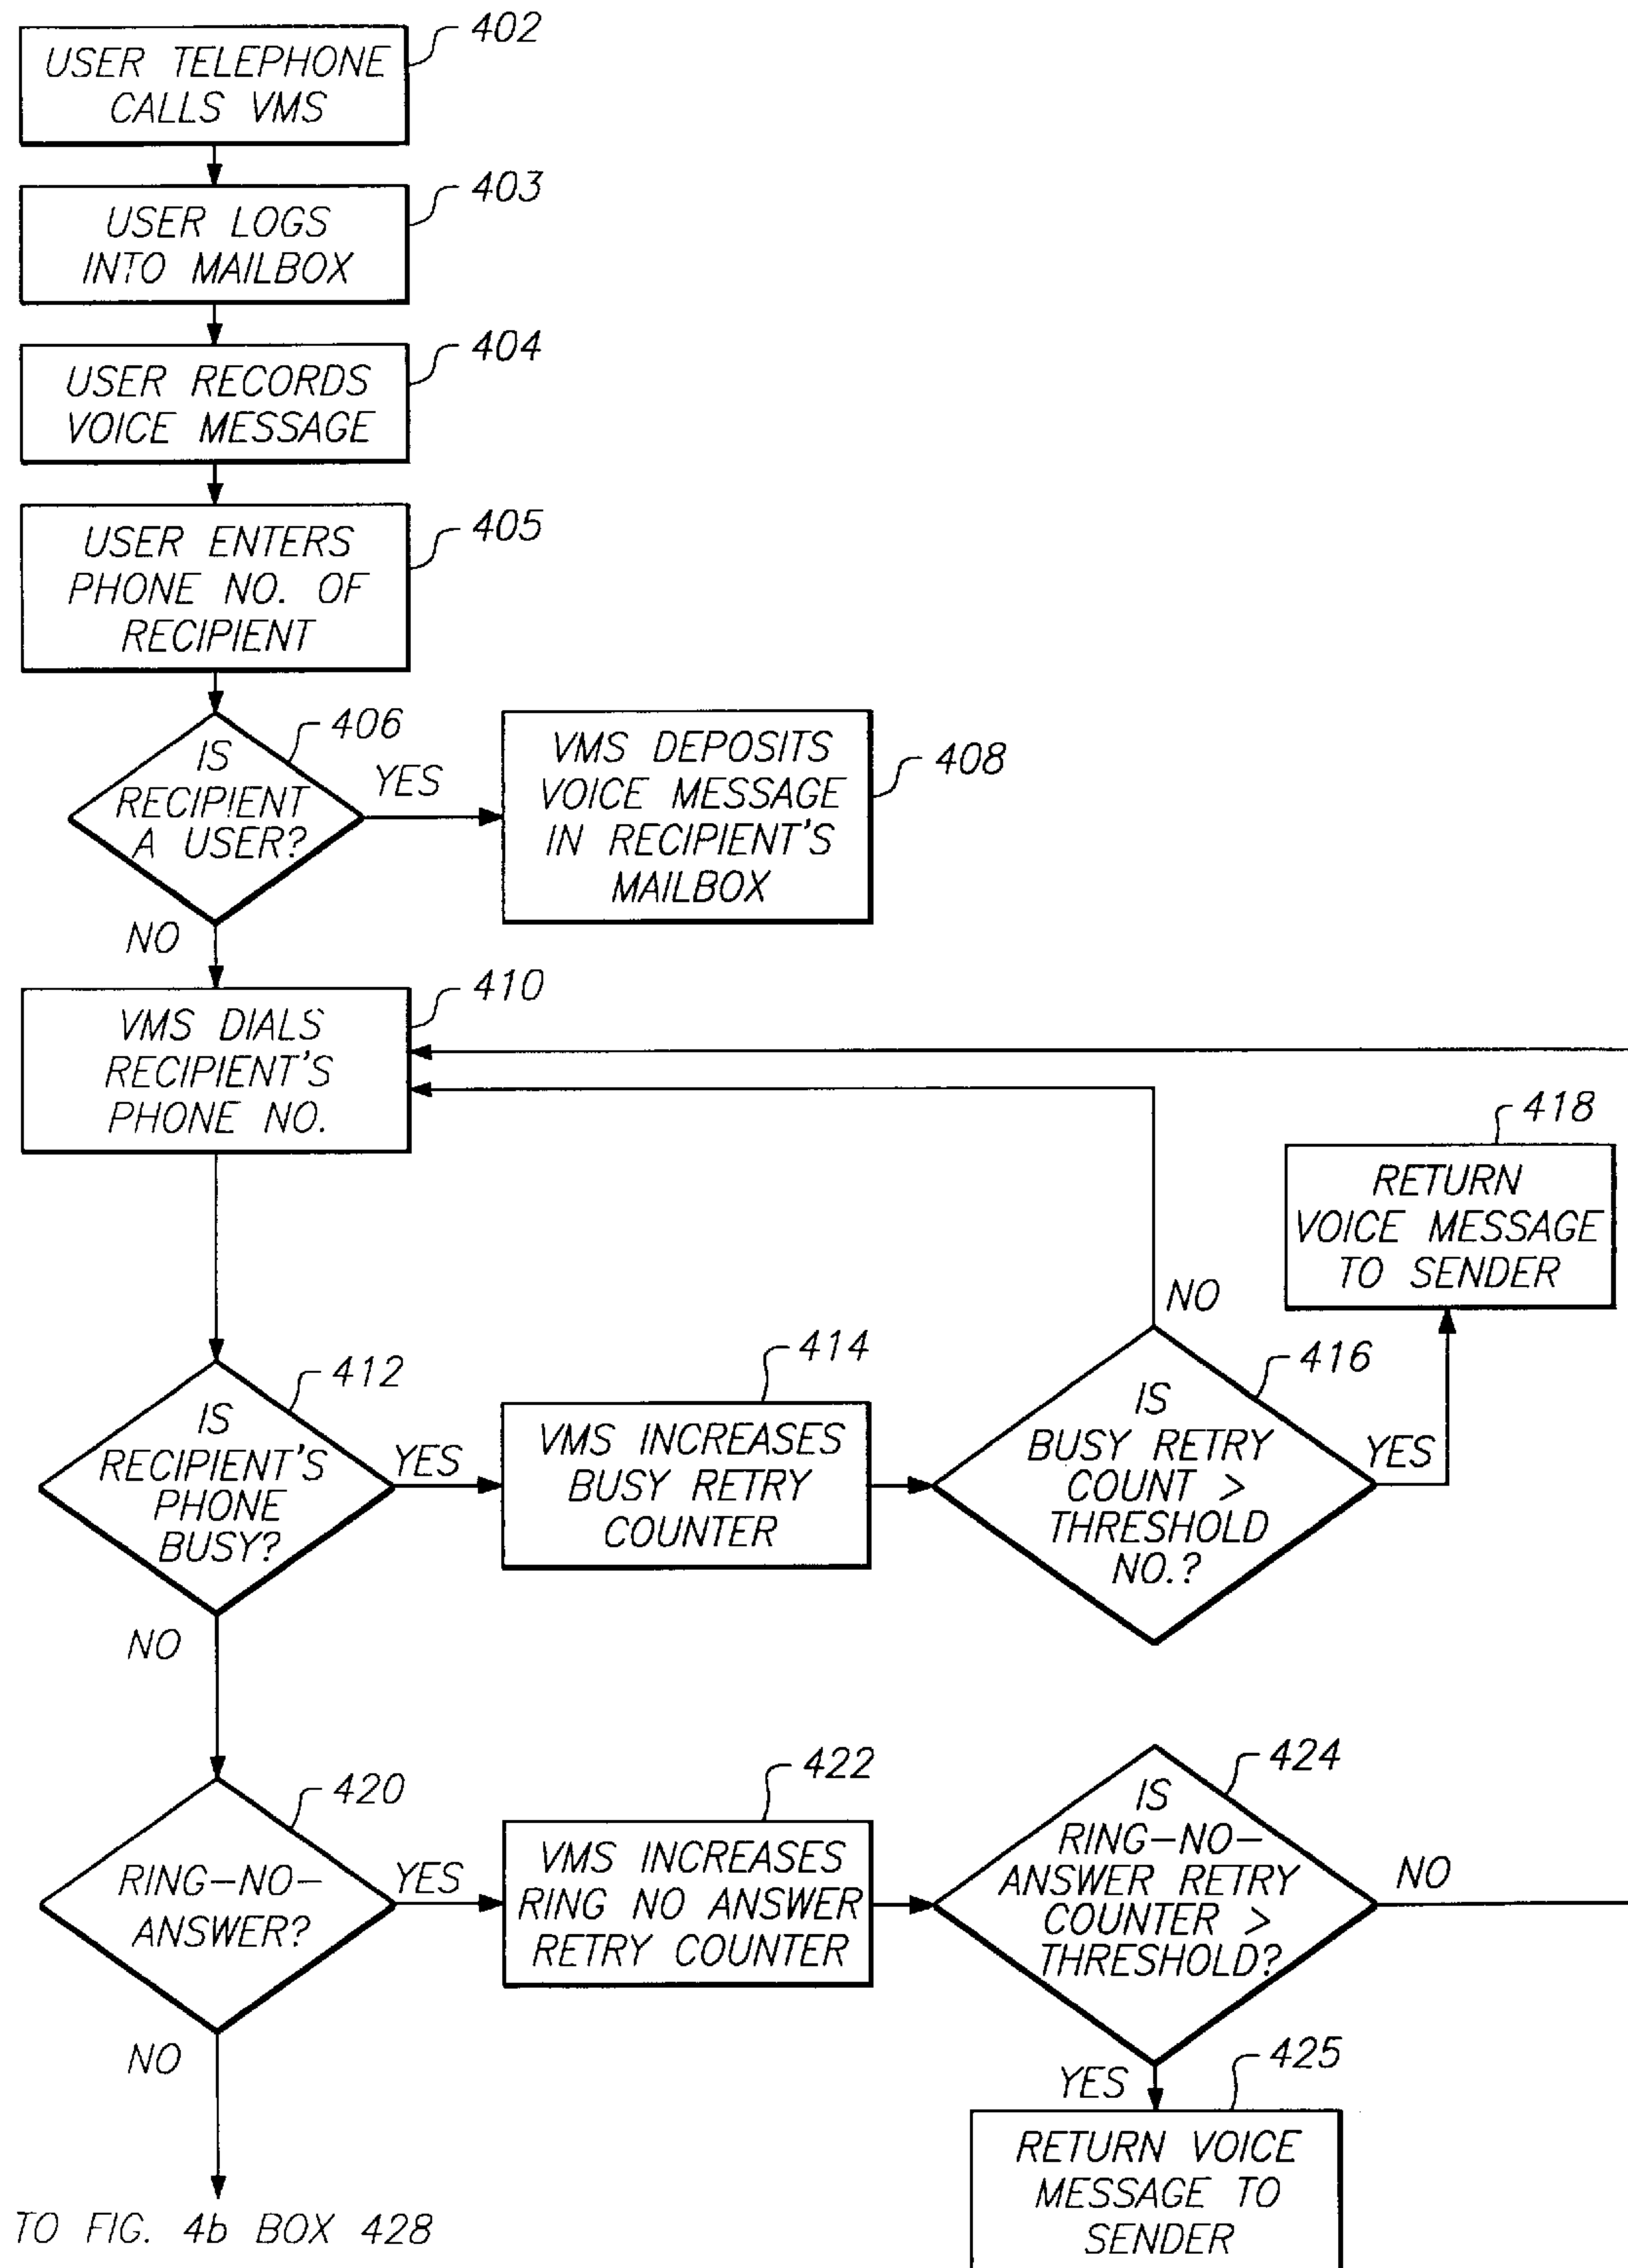 402
USER TELEPHONE
CALLS VMS
403
USER LOGS
INTO MAILBOX
404
USER RECORDS
VOICE MESSAGE
405
USER ENTERS
PHONE NO. OF
RECIPIENT
406
IS
RECIPIENT
A USER?
YES
NO
408
VMS DEPOSITS
VOICE MESSAGE
IN RECIPIENT'S
MAILBOX
410
VMS DIALS
RECIPIENT'S
PHONE NO.
412
IS
RECIPIENT'S
PHONE
BUSY?
YES
NO
414
VMS INCREASES
BUSY RETRY
COUNTER
416
IS
BUSY RETRY
COUNT >
THRESHOLD
NO.?
NO
YES
418
RETURN
VOICE MESSAGE
TO SENDER
420
RING-NO-
ANSWER?
YES
NO
422
VMS INCREASES
RING NO ANSWER
RETRY COUNTER
424
IS
RING-NO-
ANSWER RETRY
COUNTER >
THRESHOLD?
NO
YES
425
RETURN VOICE
MESSAGE TO
SENDER
TO FIG. 4b BOX 428